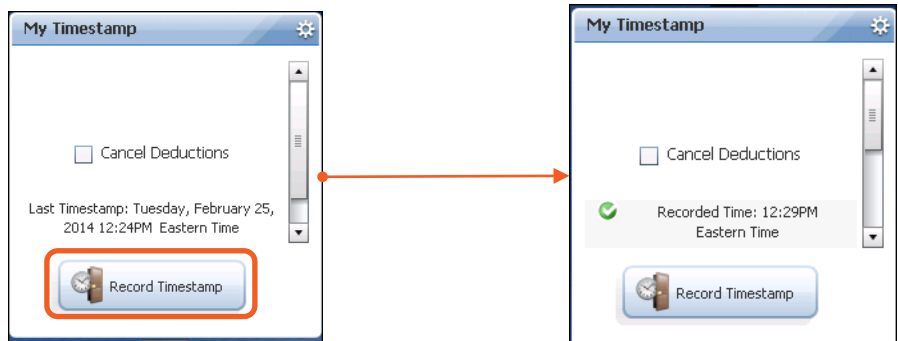 My Timestamp
Cancel Deductions
Last Timestamp: Tuesday, February 25,
2014 12:24PM Eastern Time
Record Timestamp
My Timestamp
Cancel Deductions
Recorded Time: 12:29PM
Eastern Time
Record Timestamp